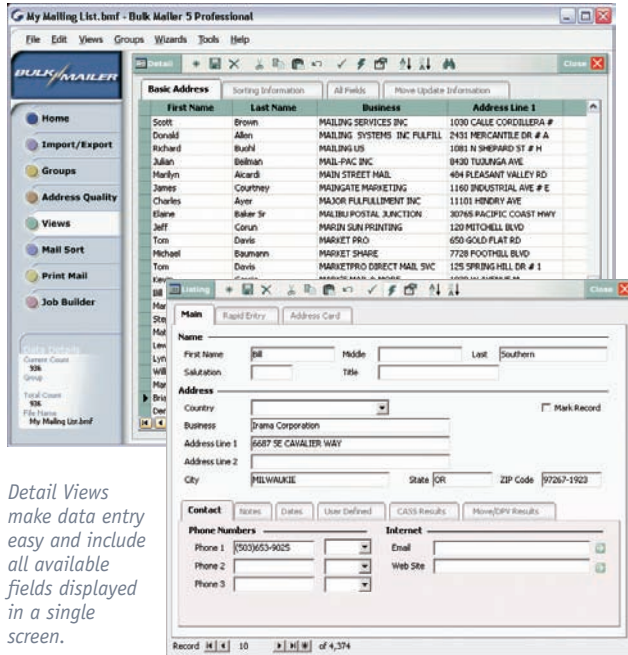 My Mailing List.bmf - Bulk Mailer 5 Professional
File Edit Views Groups Wizards Tools Help
BULK MAILER
Detail Close
Basic Address Sorting Information All Fields Move Update Information
First Name Last Name Business Address Line 1
Scott Brown MAILING SERVICES INC 1030 CALLE CORDILLERA #
Donald Allen MAILING SYSTEMS INC FULFILL 2431 MERCANTILE DR # A
Richard Buohl MAILING US 1081 N SHEPARD ST # H
Julian Beilman MAIL-PAC INC 8400 TUJUNGA AVE
Marilyn Aicardi MAIN STREET MAIL 484 PLEASANT VALLEY RD
James Courtney MAINGATE MARKETING 1160 INDUSTRIAL AVE # E
Charles Ayer MAJOR FULFULLIMENT INC 11101 HINDRY AVE
Elaine Baker Sr MALIBU POSTAL JUNCTION 30765 PACIFIC COAST HWY
Jeff Corun MARIN SUN PRINTING 120 MITCHELL BLVD
Tom Davis MARKET PRO 650 GOLD FLAT RD
Michael Baumann MARKET SHARE 7728 FOOTHILL BLVD
Tom Davis MARKETPRO DIRECT MAIL SVC 125 SPRING HILL DR # 1
Home
Import/Export
Groups
Address Quality
Views
Mail Sort
Print Mail
Job Builder
Data Details
Current Count
936
Group
Total Count
936
File Name
My Mailing List.bmf
Listing Close
Main Rapid Entry Address Card
Name
First Name Bill Middle Last Southern
Salutation Title
Address
Country Mark Record
Business Irama Corporation
Address Line 1 6687 SE CAVALIER WAY
Address Line 2
City MILWAUKIE State OR ZIP Code 97267-1923
Contact Notes Dates User Defined CASS Results Move/DPV Results
Phone Numbers Internet
Phone 1 (503)653-9025 Email
Phone 2 Web Site
Phone 3
Record 10 of 4,374
Detail Views
make data entry
easy and include
all available
fields displayed
in a single
screen.